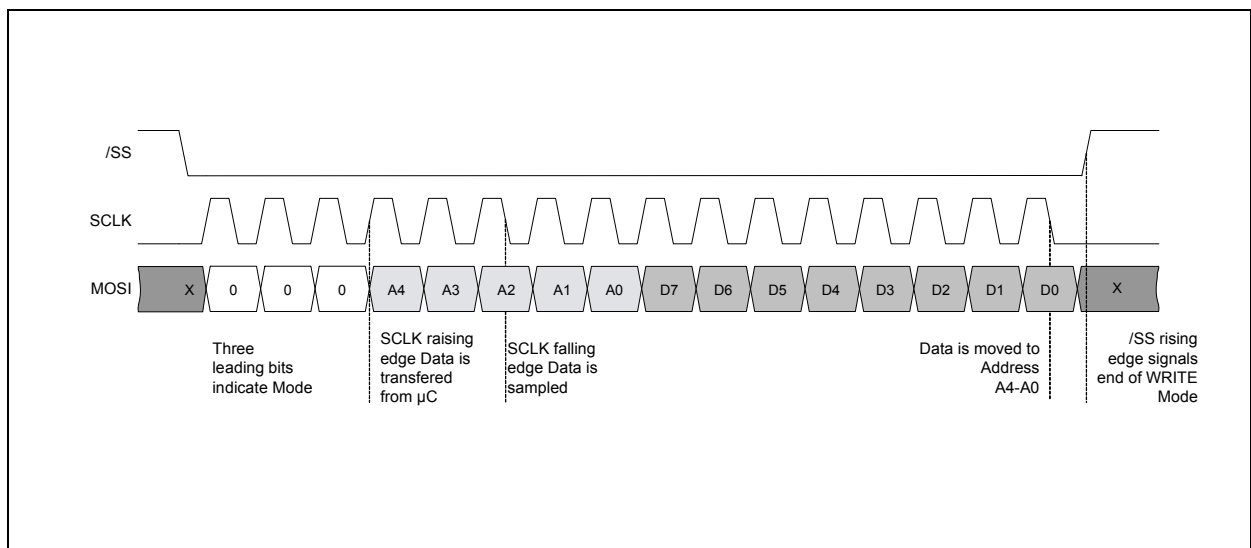 /SS
SCLK
MOSI
X 0 0 0 A4 A3 A2 A1 A0 D7 D6 D5 D4 D3 D2 D1 D0 X
Three
leading bits
indicate Mode
SCLK raising
edge Data is
transfered
from µC
SCLK falling
edge Data is
sampled
Data is moved to
Address
A4-A0
/SS rising
edge signals
end of WRITE
Mode